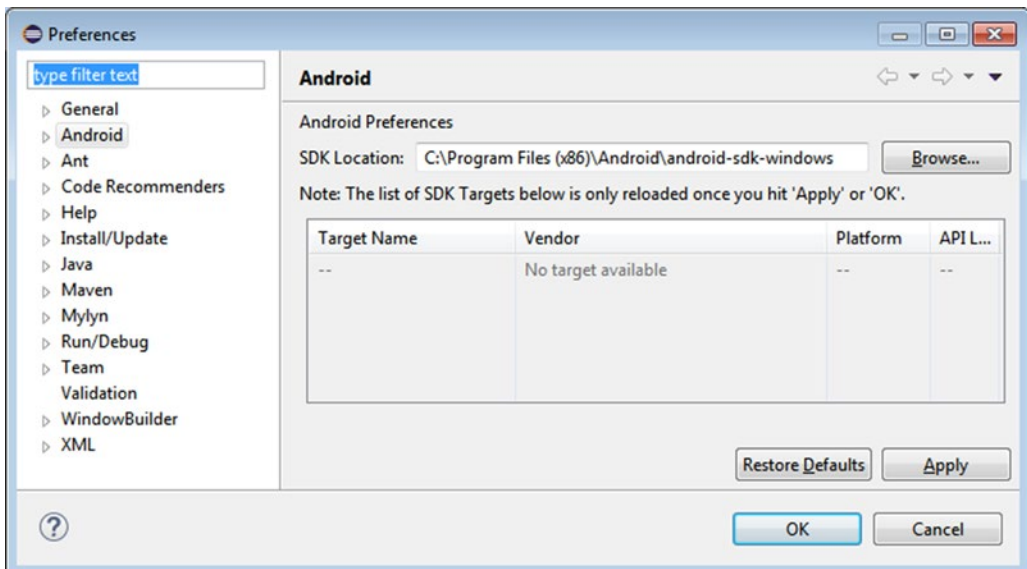 Preferences
type filter text
General
Android
Ant
Code Recommenders
Help
Install/Update
Java
Maven
Mylyn
Run/Debug
Team
Validation
WindowBuilder
XML
Android
Android Preferences
SDK Location: C:\Program Files (x86)\Android\android-sdk-windows Browse...
Note: The list of SDK Targets below is only reloaded once you hit 'Apply' or 'OK'.
Target Name Vendor Platform API L...
-- No target available -- --
Restore Defaults Apply
? OK Cancel